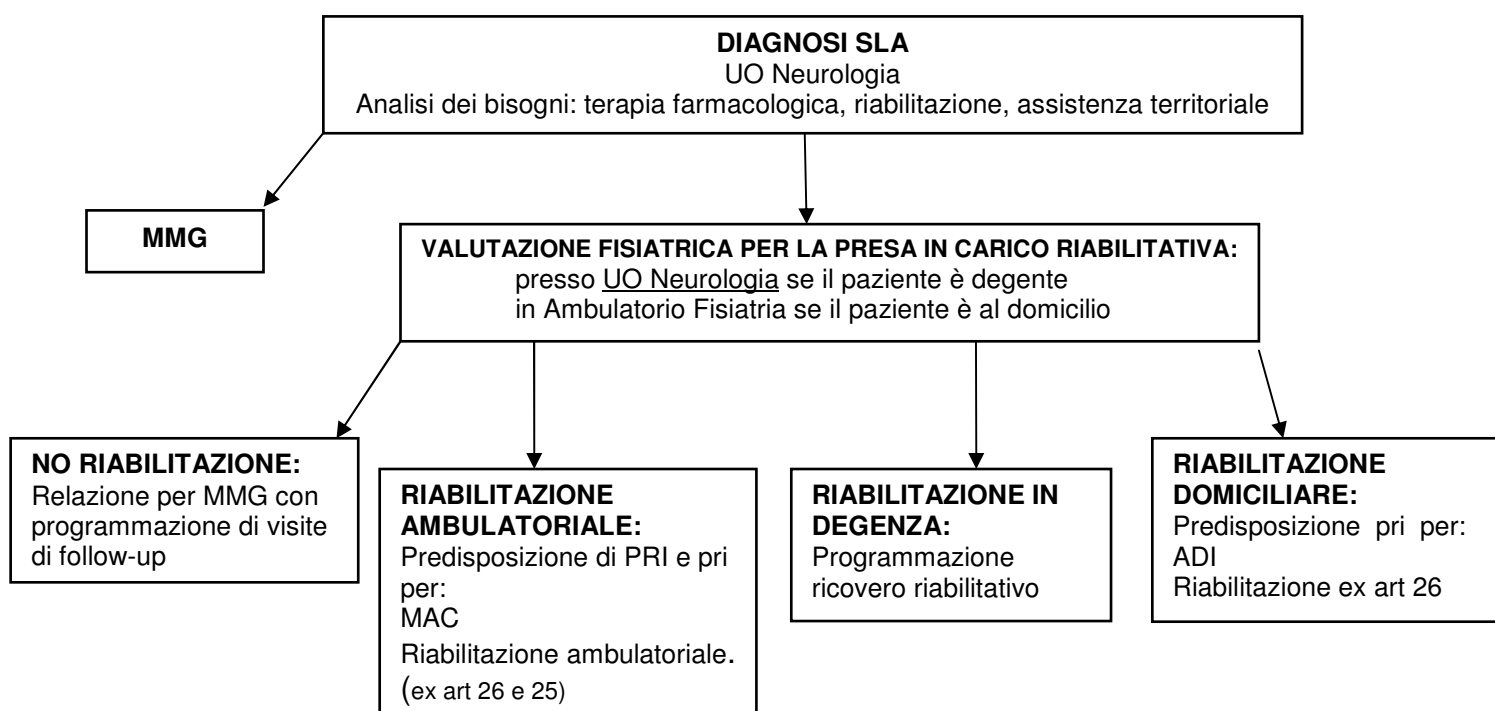 DIAGNOSI SLA
UO Neurologia
Analisi dei bisogni: terapia farmacologica, riabilitazione, assistenza territoriale
MMG
VALUTAZIONE FISIATRICA PER LA PRESA IN CARICO RIABILITATIVA:
presso UO Neurologia se il paziente è degente
in Ambulatorio Fisiatria se il paziente è al domicilio
NO RIABILITAZIONE:
Relazione per MMG con
programmazione di visite
di follow-up
RIABILITAZIONE
AMBULATORIALE:
Predisposizione di PRI e pri
per:
MAC
Riabilitazione ambulatoriale.
(ex art 26 e 25)
RIABILITAZIONE IN
DEGENZA:
Programmazione
ricovero riabilitativo
RIABILITAZIONE
DOMICILIARE:
Predisposizione pri per:
ADI
Riabilitazione ex art 26